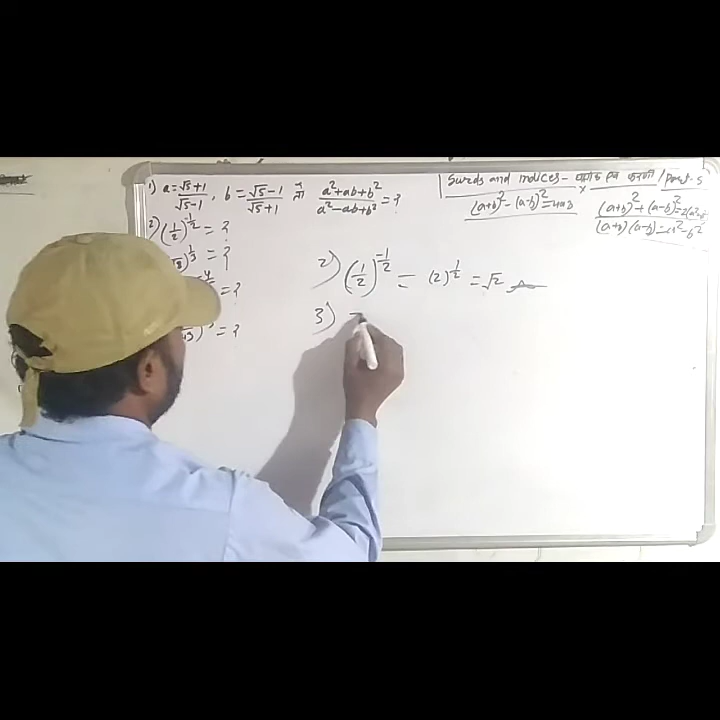 Surds and indices - घातांक एवं करणी / Part-5
(a+b)² - (a-b)² = 4ab
(a+b)² + (a-b)² = 2(a²+b²
(a+b)(a-b) = a² - b²
1) a = √5+1/√5-1, b = √5-1/√5+1 तो a²+ab+b²/a²-ab+b² = ?
2) (1/2)^-1/2 = ?
)^1/3 = ?
= ?
= ?
2) (1/2)^-1/2 = (2)^1/2 = √2
3)